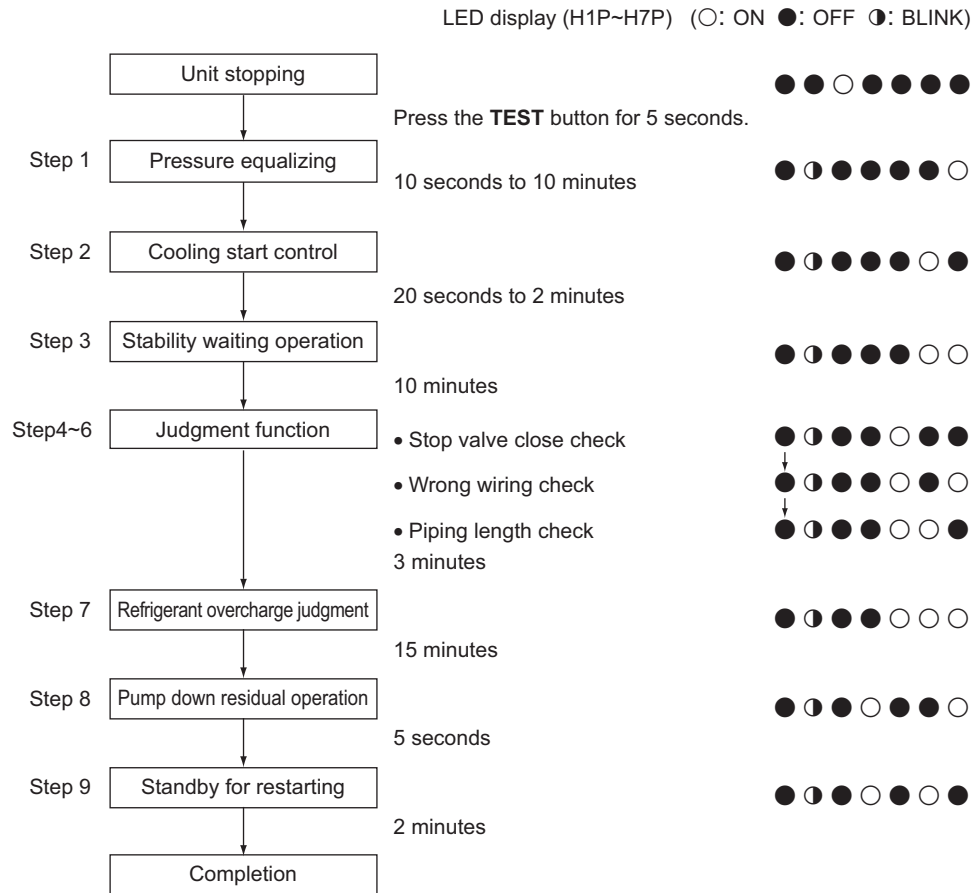 LED display (H1P~H7P) (○: ON ●: OFF ◑: BLINK)
Unit stopping
Press the TEST button for 5 seconds.
Step 1 Pressure equalizing
10 seconds to 10 minutes
Step 2 Cooling start control
20 seconds to 2 minutes
Step 3 Stability waiting operation
10 minutes
Step4~6 Judgment function
• Stop valve close check
• Wrong wiring check
• Piping length check
3 minutes
Step 7 Refrigerant overcharge judgment
15 minutes
Step 8 Pump down residual operation
5 seconds
Step 9 Standby for restarting
2 minutes
Completion